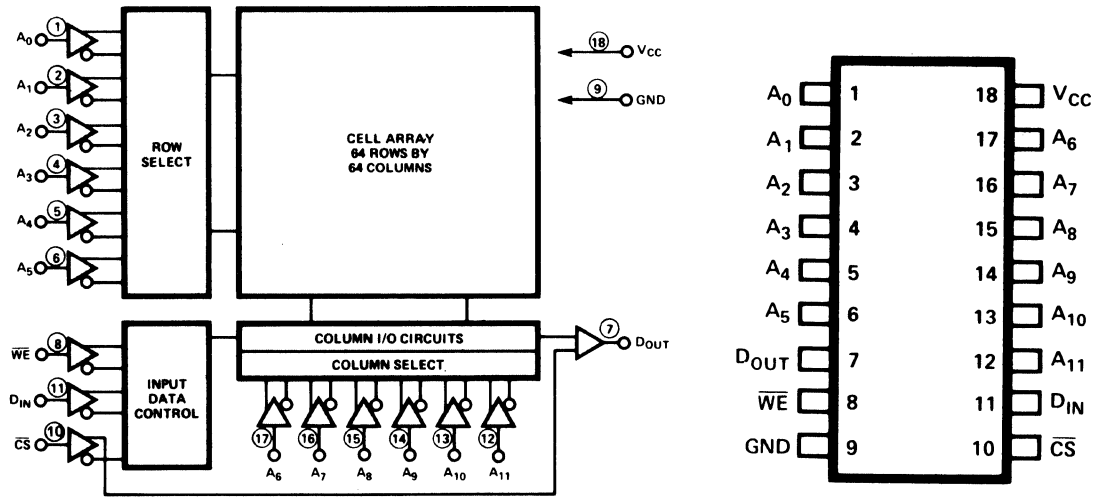 A0 1
A1 2
A2 3
A3 4
A4 5
A5 6
ROW
SELECT
CELL ARRAY
64 ROWS BY
64 COLUMNS
18 VCC
9 GND
WE 8
DIN 11
CS 10
INPUT
DATA
CONTROL
COLUMN I/O CIRCUITS
COLUMN SELECT
7 DOUT
17 16 15 14 13 12
A6 A7 A8 A9 A10 A11
A0 1 18 VCC
A1 2 17 A6
A2 3 16 A7
A3 4 15 A8
A4 5 14 A9
A5 6 13 A10
DOUT 7 12 A11
WE 8 11 DIN
GND 9 10 CS